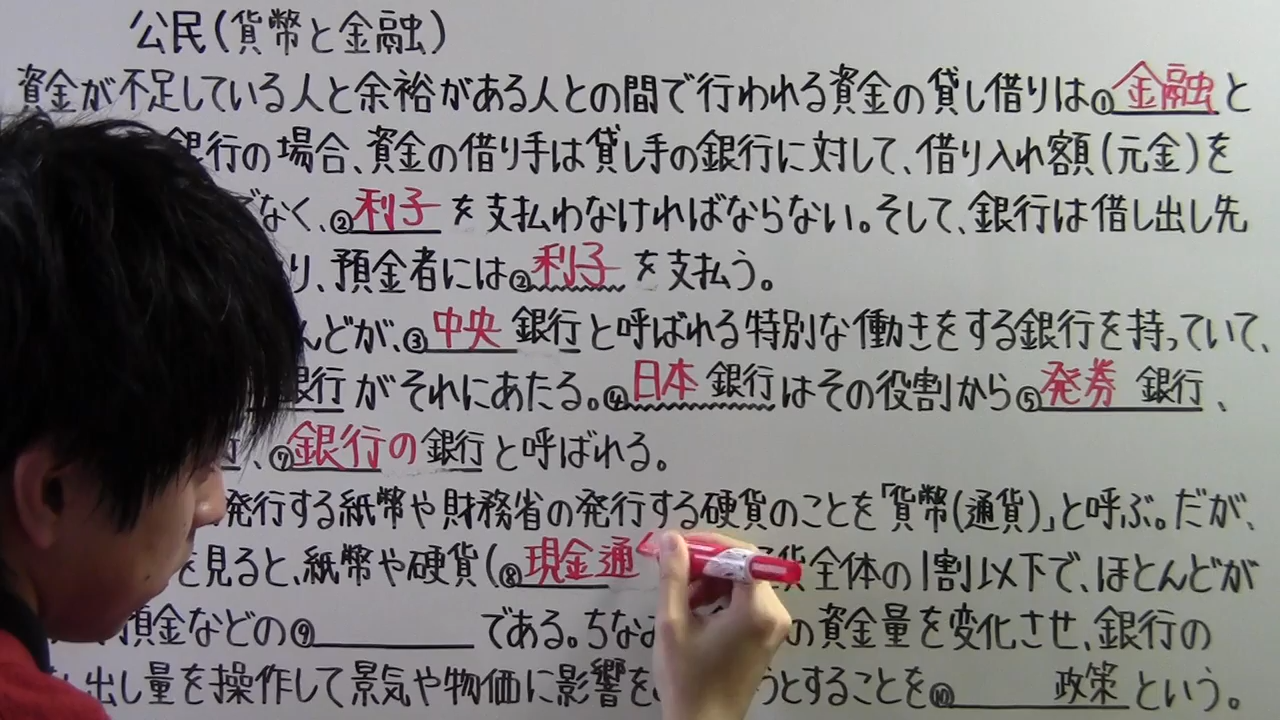 公民(貨幣と金融)
資金が不足している人と余裕がある人との間で行われる資金の貸し借りは①金融と
銀行の場合、資金の借り手は貸し手の銀行に対して、借り入れ額(元金)を
でなく、②利子を支払わなければならない。そして、銀行は借し出し先
り、預金者には②利子を支払う。
んどが、③中央銀行と呼ばれる特別な働きをする銀行を持っていて、
銀行がそれにあたる。④日本銀行はその役割から⑤発券銀行、
、⑦銀行の銀行と呼ばれる。
発行する紙幣や財務省の発行する硬貨のことを「貨幣(通貨)」と呼ぶ。だが、
を見ると、紙幣や硬貨(⑧現金通 貨全体の1割以下で、ほとんどが
預金などの⑨ である。ちな の資金量を変化させ、銀行の
し出し量を操作して景気や物価に影響を うとすることを⑩ 政策という。